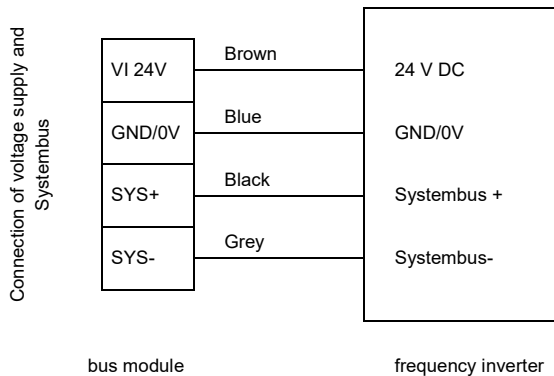 Connection of voltage supply and
Systembus
VI 24V
Brown
24 V DC
GND/0V
Blue
GND/0V
SYS+
Black
Systembus +
SYS-
Grey
Systembus-
bus module
frequency inverter